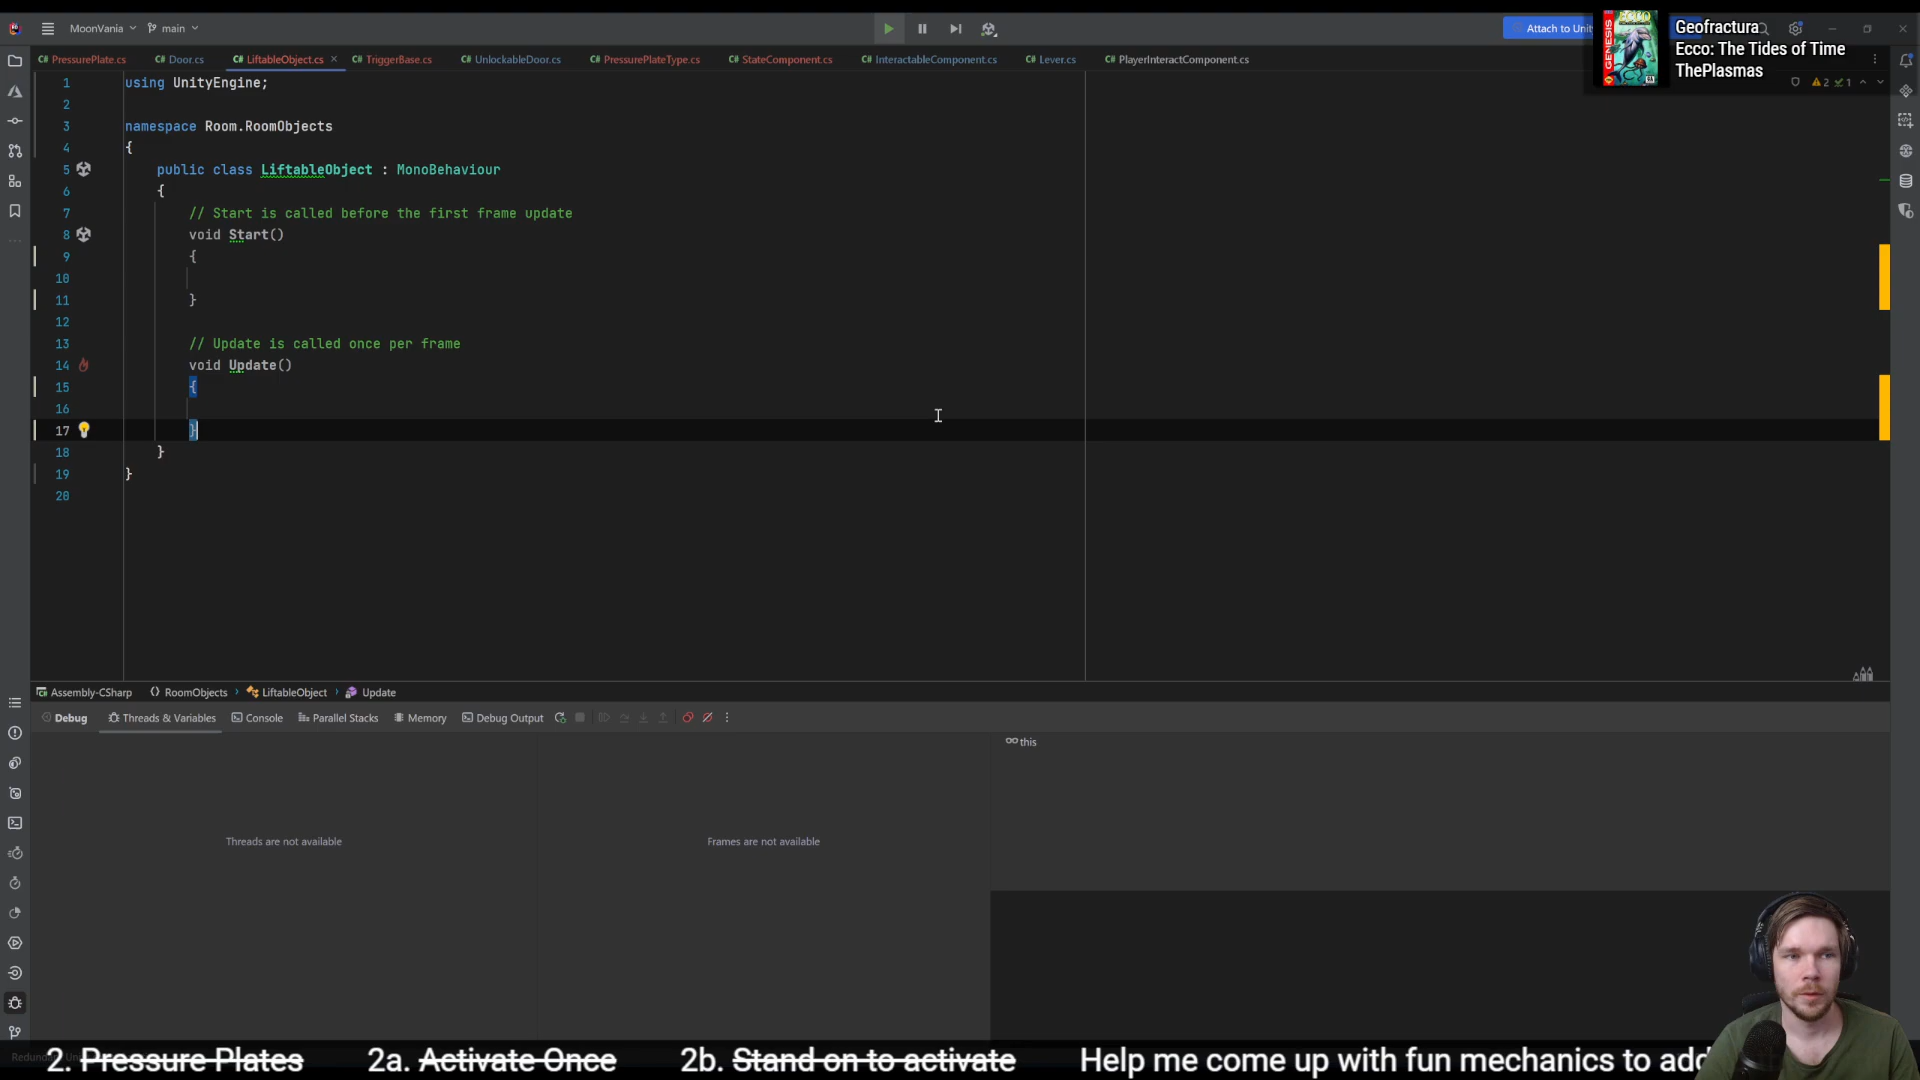 MoonVania
main
Attach to Unit
Geofractura
Ecco: The Tides of Time
ThePlasmas
C# PressurePlate.cs
C# Door.cs
C# LiftableObject.cs
C# TriggerBase.cs
C# UnlockableDoor.cs
C# PressurePlateType.cs
C# StateComponent.cs
C# InteractableComponent.cs
C# Lever.cs
C# PlayerInteractComponent.cs
2 1
1 using UnityEngine;
2
3 namespace Room.RoomObjects
4 {
5 public class LiftableObject : MonoBehaviour
6 {
7 // Start is called before the first frame update
8 void Start()
9 {
10
11 }
12
13 // Update is called once per frame
14 void Update()
15 {
16
17 }
18 }
19 }
20
Assembly-CSharp RoomObjects LiftableObject Update
Debug Threads & Variables Console Parallel Stacks Memory Debug Output
this
Threads are not available
Frames are not available
2. Pressure Plates 2a. Activate Once 2b. Stand on to activate Help me come up with fun mechanics to add